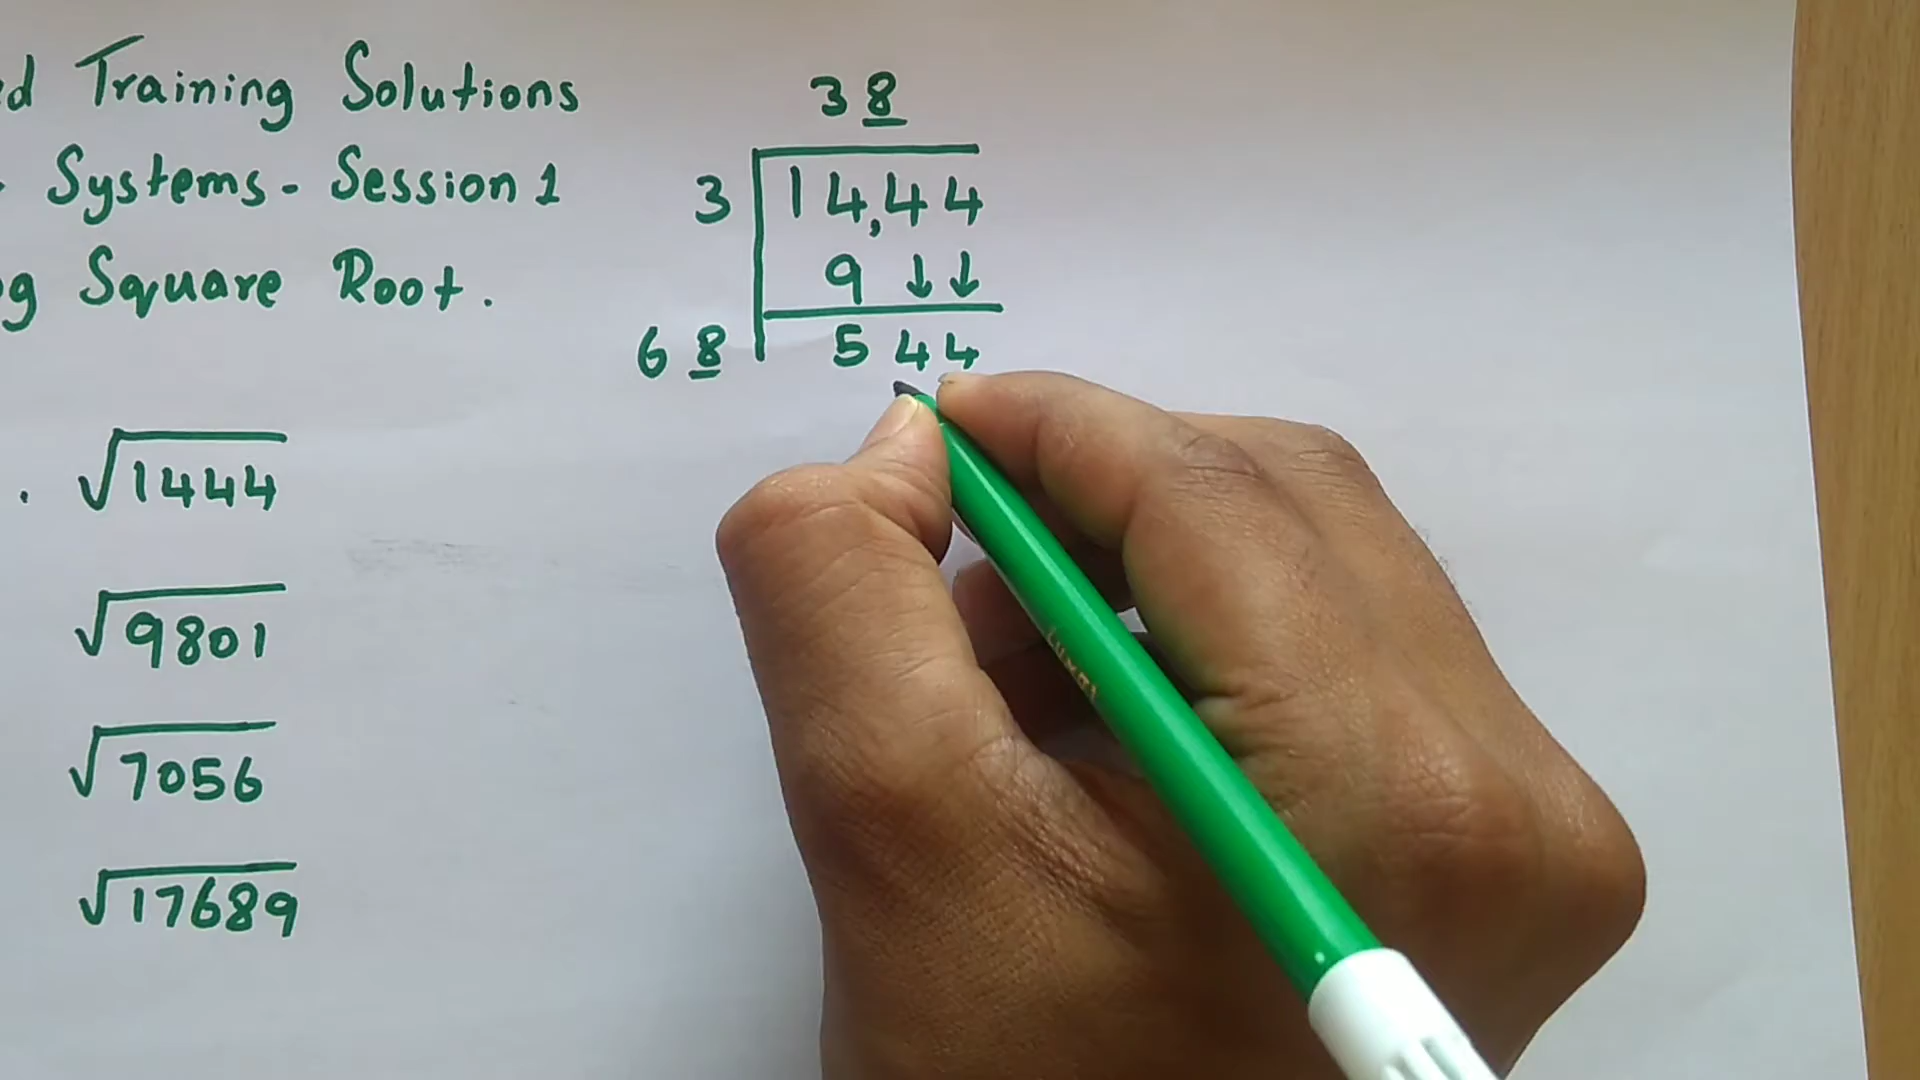 Training Solutions
Systems - Session 1
Square Root.
√1444
√9801
√7056
√17689
38
3 14,44
9 ↓↓
68 544